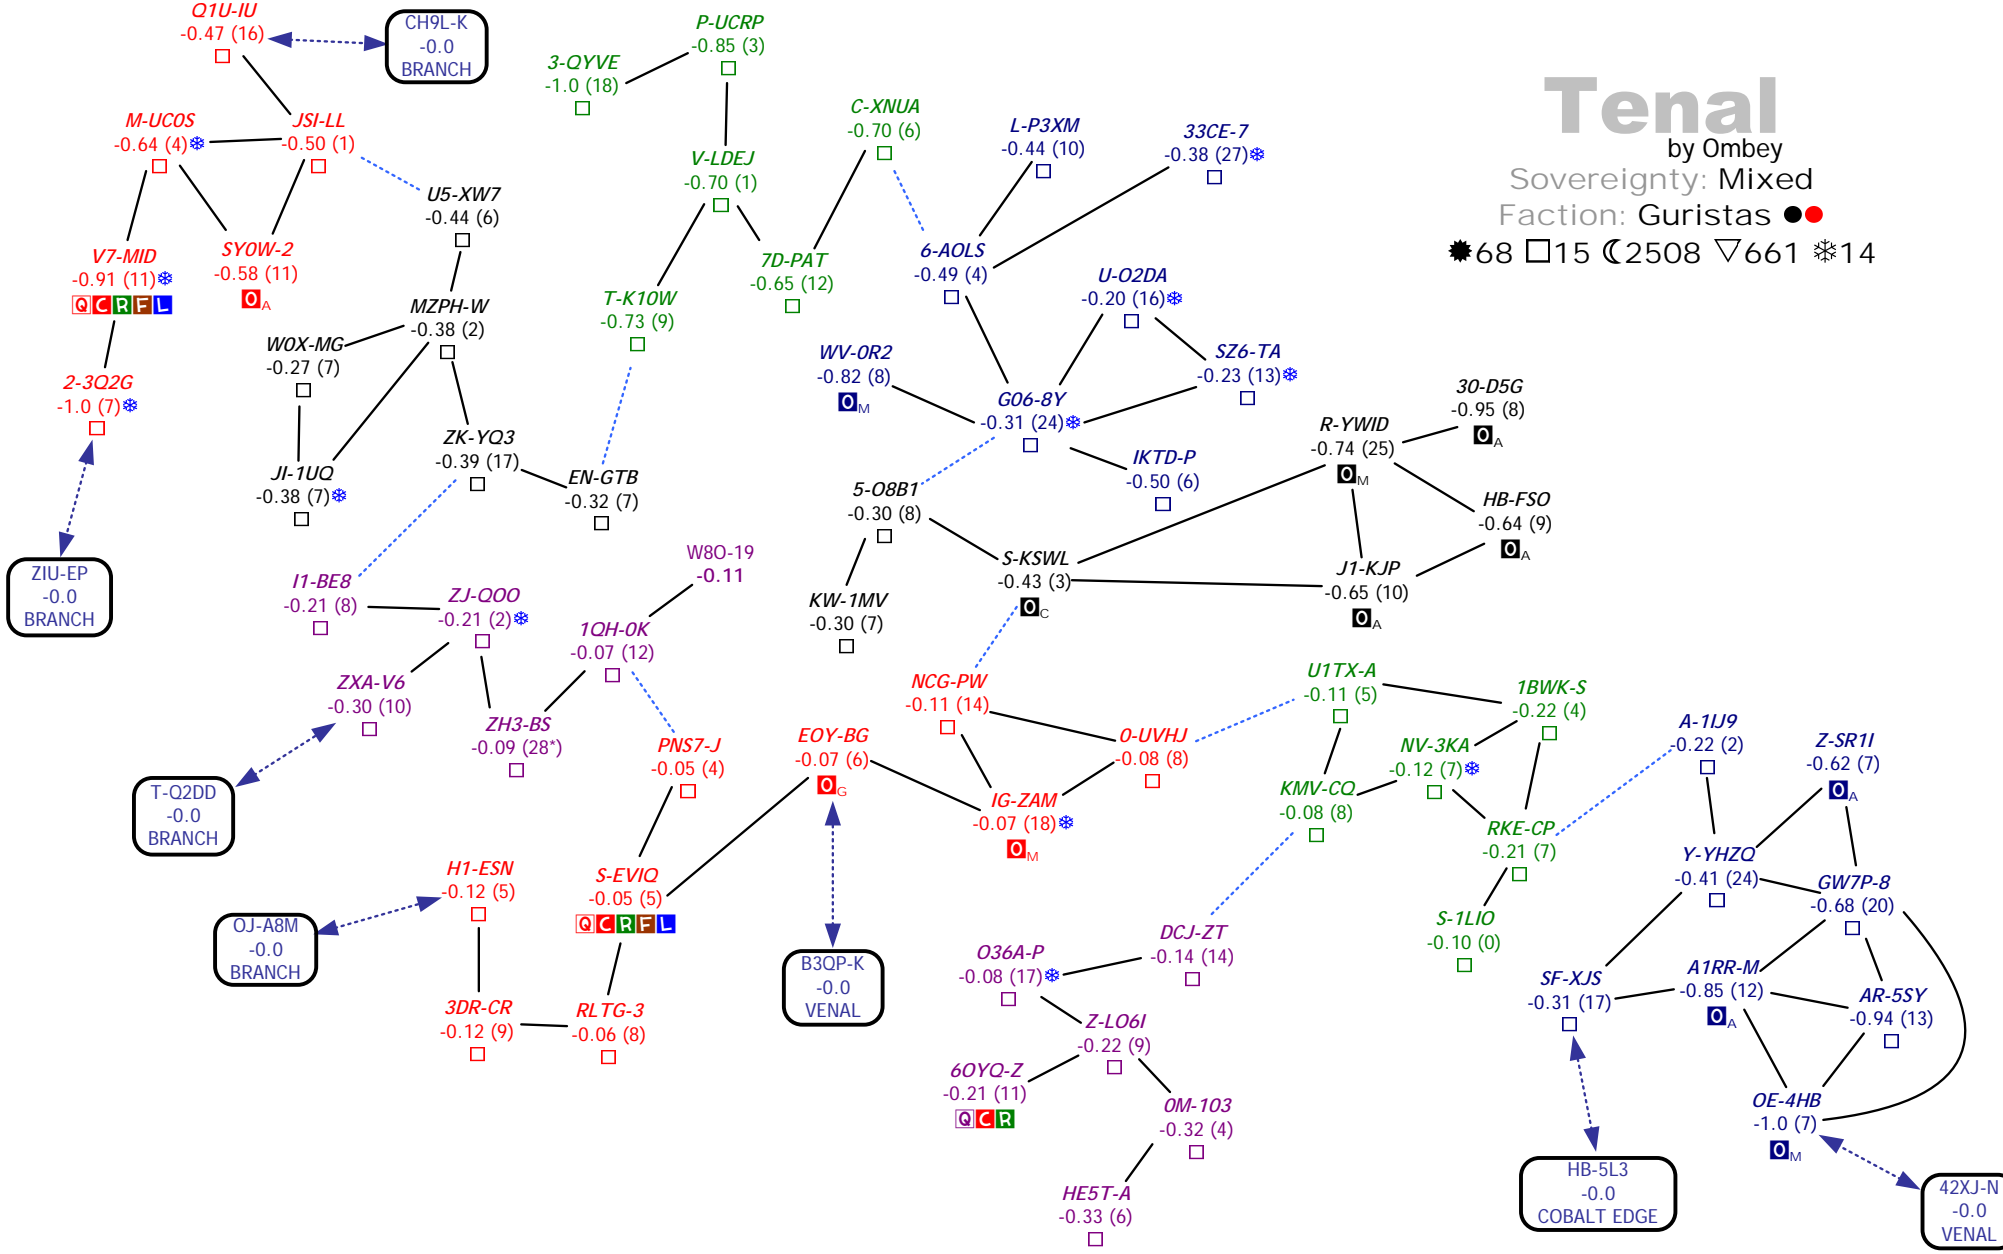 Tenal
by Ombey
Sovereignty: Mixed
Faction: Guristas
68 15 2508 661 14
Q1U-IU
-0.47 (16)
CH9L-K
-0.0
BRANCH
P-UCRP
-0.85 (3)
3-QYVE
-1.0 (18)
C-XNUA
-0.70 (6)
M-UC0S
-0.64 (4)
JSI-LL
-0.50 (1)
L-P3XM
-0.44 (10)
33CE-7
-0.38 (27)
V-LDEJ
-0.70 (1)
U5-XW7
-0.44 (6)
V7-MID
-0.91 (11)
Q C R F L
SY0W-2
-0.58 (11)
O A
7D-PAT
-0.65 (12)
6-AOLS
-0.49 (4)
U-O2DA
-0.20 (16)
T-K10W
-0.73 (9)
MZPH-W
-0.38 (2)
W0X-MG
-0.27 (7)
WV-0R2
-0.82 (8)
O M
SZ6-TA
-0.23 (13)
2-3Q2G
-1.0 (7)
G06-8Y
-0.31 (24)
30-D5G
-0.95 (8)
O A
R-YWID
-0.74 (25)
O M
ZK-YQ3
-0.39 (17)
JI-1UQ
-0.38 (7)
EN-GTB
-0.32 (7)
IKTD-P
-0.50 (6)
5-O8B1
-0.30 (8)
HB-FSO
-0.64 (9)
O A
ZIU-EP
-0.0
BRANCH
W8O-19
-0.11
S-KSWL
-0.43 (3)
O C
J1-KJP
-0.65 (10)
O A
I1-BE8
-0.21 (8)
ZJ-QOO
-0.21 (2)
KW-1MV
-0.30 (7)
1QH-0K
-0.07 (12)
ZXA-V6
-0.30 (10)
NCG-PW
-0.11 (14)
U1TX-A
-0.11 (5)
1BWK-S
-0.22 (4)
ZH3-BS
-0.09 (28*)
PNS7-J
-0.05 (4)
EOY-BG
-0.07 (6)
O G
0-UVHJ
-0.08 (8)
NV-3KA
-0.12 (7)
A-1IJ9
-0.22 (2)
Z-SR1I
-0.62 (7)
O A
T-Q2DD
-0.0
BRANCH
IG-ZAM
-0.07 (18)
O M
KMV-CQ
-0.08 (8)
RKE-CP
-0.21 (7)
Y-YHZQ
-0.41 (24)
H1-ESN
-0.12 (5)
S-EVIQ
-0.05 (5)
Q C R F L
GW7P-8
-0.68 (20)
OJ-A8M
-0.0
BRANCH
S-1LIO
-0.10 (0)
DCJ-ZT
-0.14 (14)
O36A-P
-0.08 (17)
B3QP-K
-0.0
VENAL
SF-XJS
-0.31 (17)
A1RR-M
-0.85 (12)
O A
AR-5SY
-0.94 (13)
3DR-CR
-0.12 (9)
RLTG-3
-0.06 (8)
Z-LO6I
-0.22 (9)
6OYQ-Z
-0.21 (11)
Q C R
0M-103
-0.32 (4)
OE-4HB
-1.0 (7)
O M
HE5T-A
-0.33 (6)
HB-5L3
-0.0
COBALT EDGE
42XJ-N
-0.0
VENAL